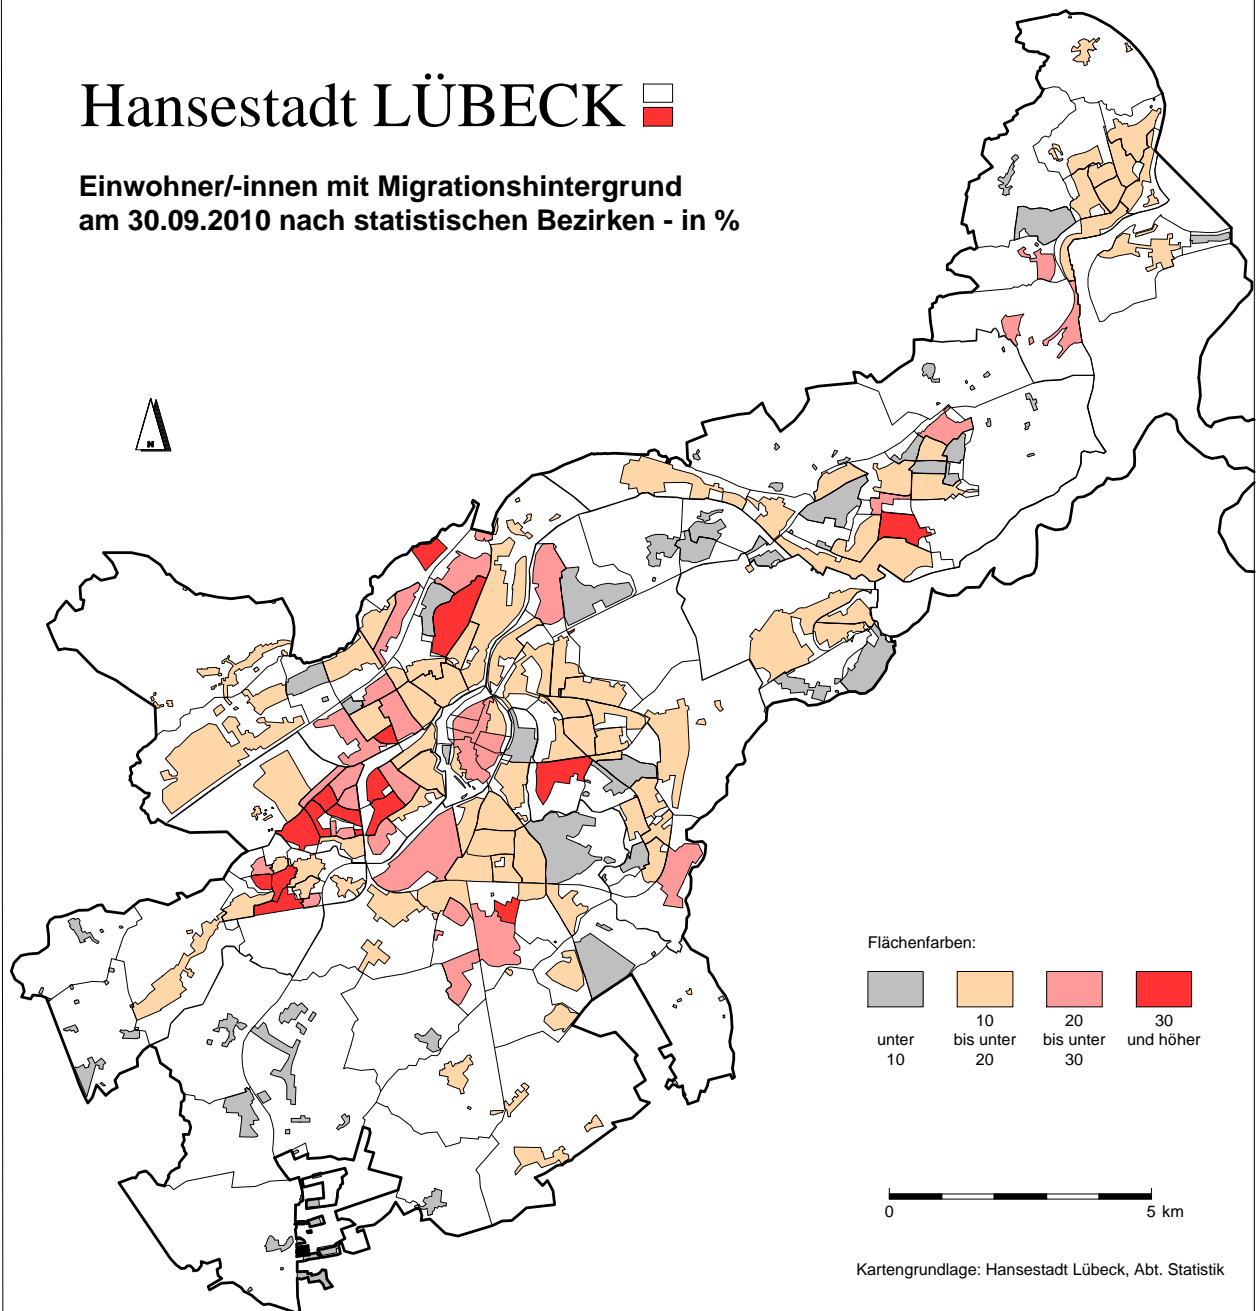 Hansestadt LÜBECK
Einwohner/-innen mit Migrationshintergrund
am 30.09.2010 nach statistischen Bezirken - in %
N
Flächenfarben:
unter
10
10
bis unter
20
20
bis unter
30
30
und höher
0
5 km
Kartengrundlage: Hansestadt Lübeck, Abt. Statistik